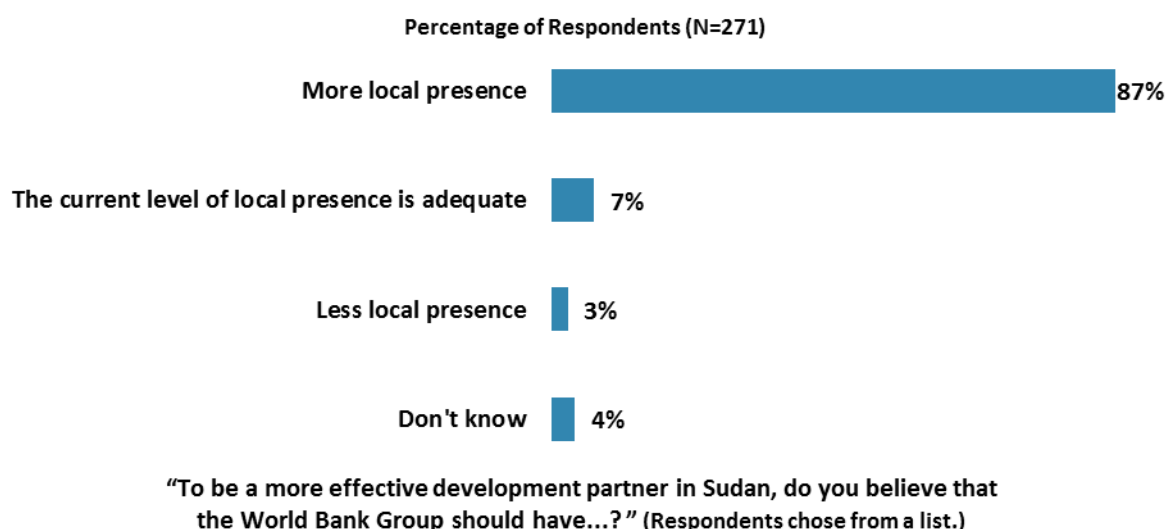 Percentage of Respondents (N=271)
More local presence 87%
The current level of local presence is adequate 7%
Less local presence 3%
Don't know 4%
“To be a more effective development partner in Sudan, do you believe that
the World Bank Group should have...?” (Respondents chose from a list.)